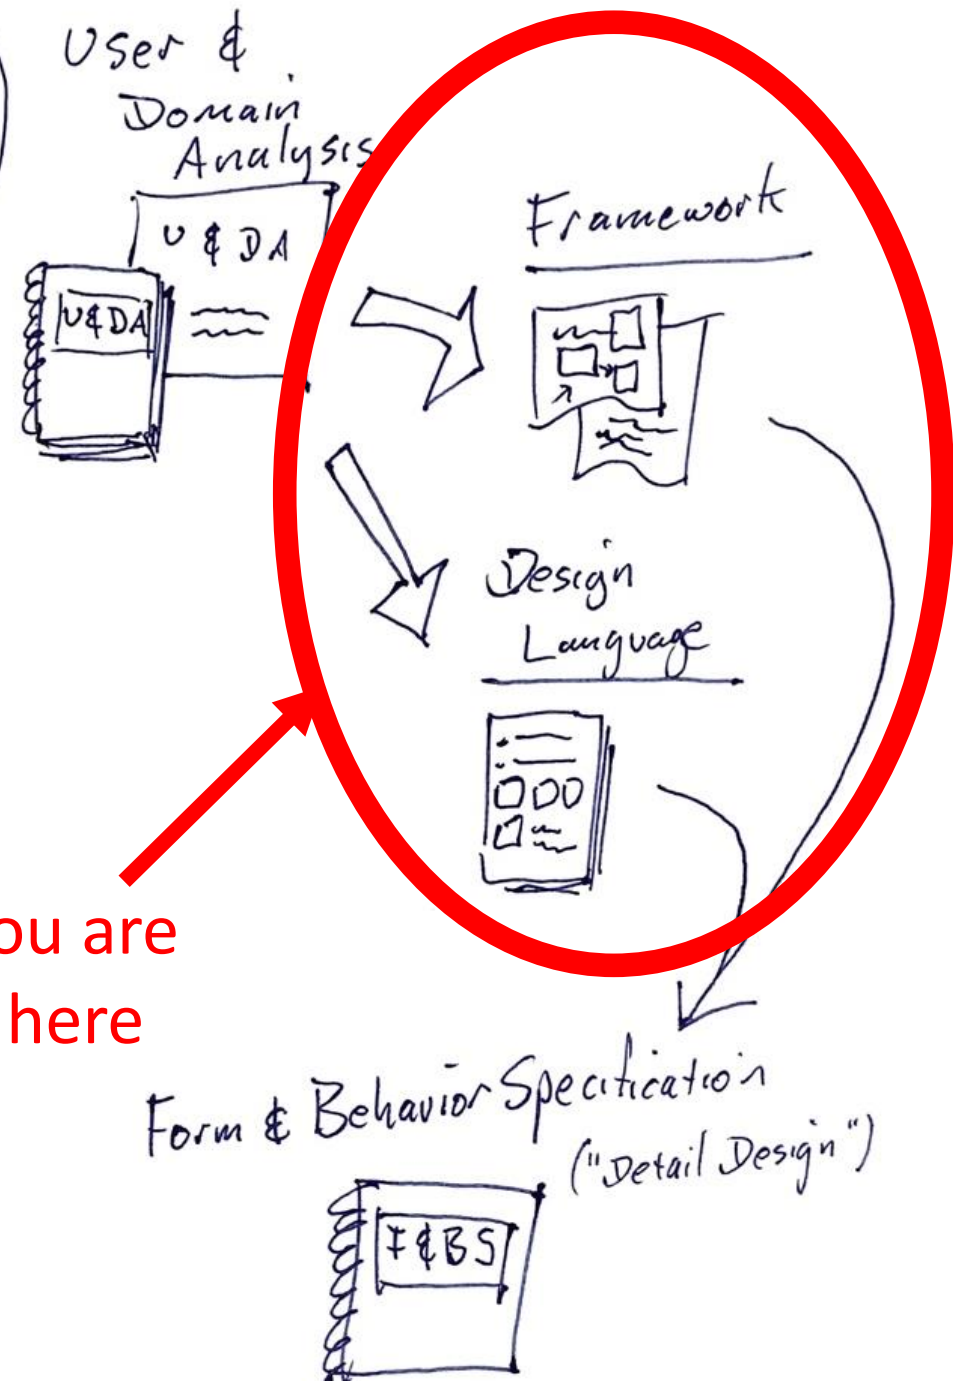 User &
Domain
Analysis
U & DA
U&DA
Framework
Design
Language
ou are
here
Form & Behavior Specification
("Detail Design")
F&BS